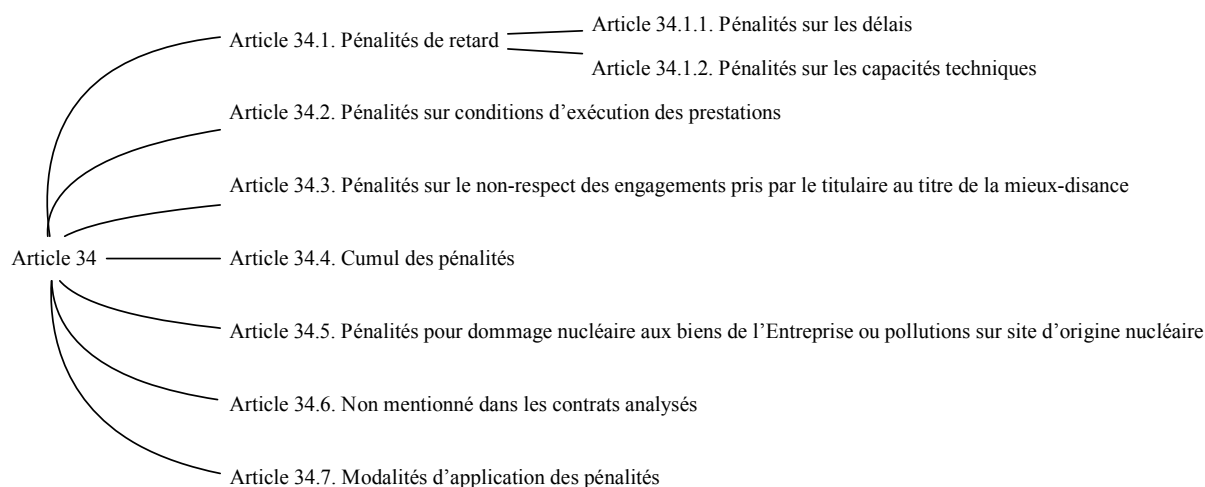 Article 34.1. Pénalités de retard
Article 34.1.1. Pénalités sur les délais
Article 34.1.2. Pénalités sur les capacités techniques
Article 34.2. Pénalités sur conditions d’exécution des prestations
Article 34.3. Pénalités sur le non-respect des engagements pris par le titulaire au titre de la mieux-disance
Article 34
Article 34.4. Cumul des pénalités
Article 34.5. Pénalités pour dommage nucléaire aux biens de l’Entreprise ou pollutions sur site d’origine nucléaire
Article 34.6. Non mentionné dans les contrats analysés
Article 34.7. Modalités d’application des pénalités